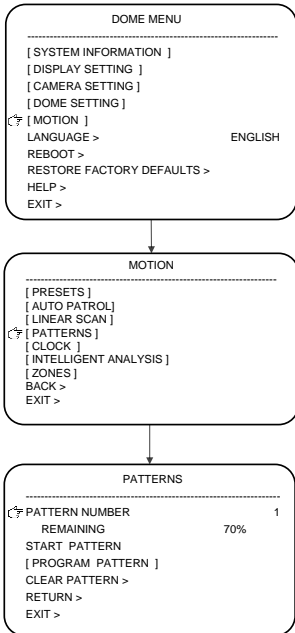 DOME MENU
[ SYSTEM INFORMATION ]
[ DISPLAY SETTING ]
[ CAMERA SETTING ]
[ DOME SETTING ]
[ MOTION ]
LANGUAGE > ENGLISH
REBOOT >
RESTORE FACTORY DEFAULTS >
HELP >
EXIT >
MOTION
[ PRESETS ]
[ AUTO PATROL]
[ LINEAR SCAN ]
[ PATTERNS ]
[ CLOCK ]
[ INTELLIGENT ANALYSIS ]
[ ZONES ]
BACK >
EXIT >
PATTERNS
PATTERN NUMBER 1
REMAINING 70%
START PATTERN
[ PROGRAM PATTERN ]
CLEAR PATTERN >
RETURN >
EXIT >